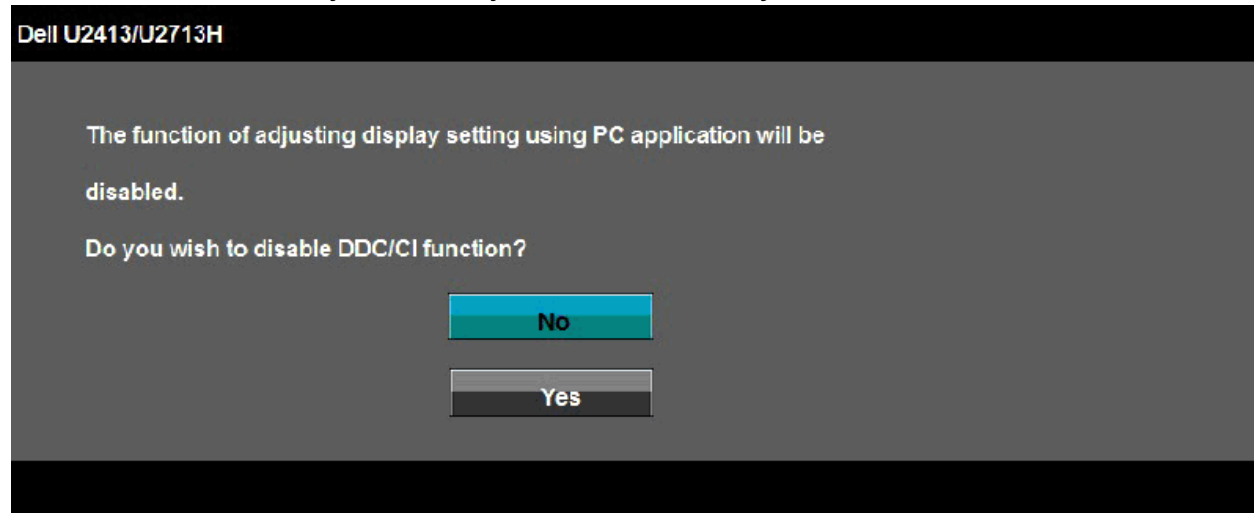 Dell U2413/U2713H
The function of adjusting display setting using PC application will be
disabled.
Do you wish to disable DDC/CI function?
No
Yes